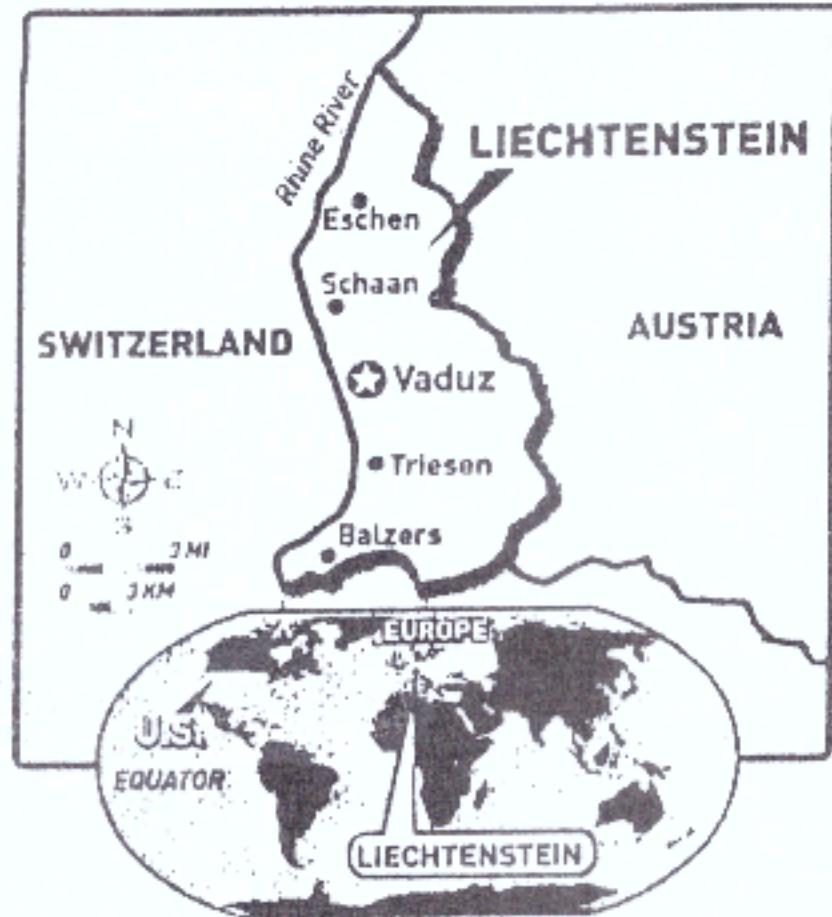 Rhine River
LIECHTENSTEIN
Eschen
Schaan
SWITZERLAND
AUSTRIA
Vaduz
N
W
S
Triesen
Balzers
0 3 MI
0 3 KM
EUROPE
U.S.
EQUATOR
LIECHTENSTEIN